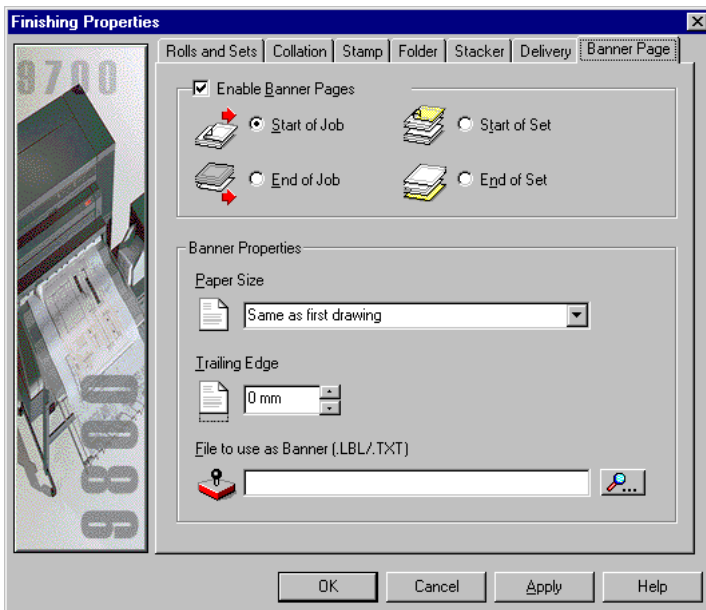 Finishing Properties
Rolls and Sets Collation Stamp Folder Stacker Delivery Banner Page
9700
Enable Banner Pages
Start of Job Start of Set
End of Job End of Set
Banner Properties
Paper Size
Same as first drawing
Trailing Edge
0 mm
File to use as Banner (.LBL/.TXT)
...
9800
OK Cancel Apply Help